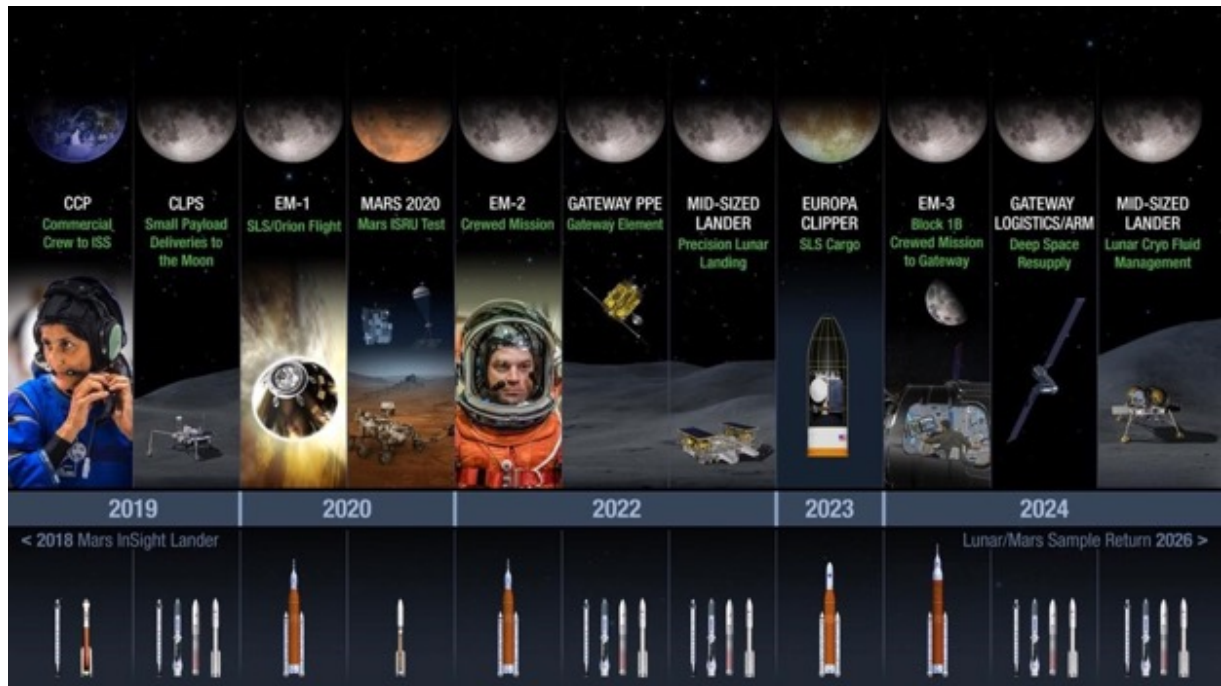 CCP
Commercial
Crew to ISS
CLPS
Small Payload
Deliveries to
the Moon
EM-1
SLS/Orion Flight
MARS 2020
Mars ISRU Test
EM-2
Crewed Mission
GATEWAY PPE
Gateway Element
MID-SIZED
LANDER
Precision Lunar
Landing
EUROPA
CLIPPER
SLS Cargo
EM-3
Block 1B
Crewed Mission
to Gateway
GATEWAY
LOGISTICS/ARM
Deep Space
Resupply
MID-SIZED
LANDER
Lunar Cryo Fluid
Management
2019
2020
2022
2023
2024
< 2018 Mars InSight Lander
Lunar/Mars Sample Return 2026 >